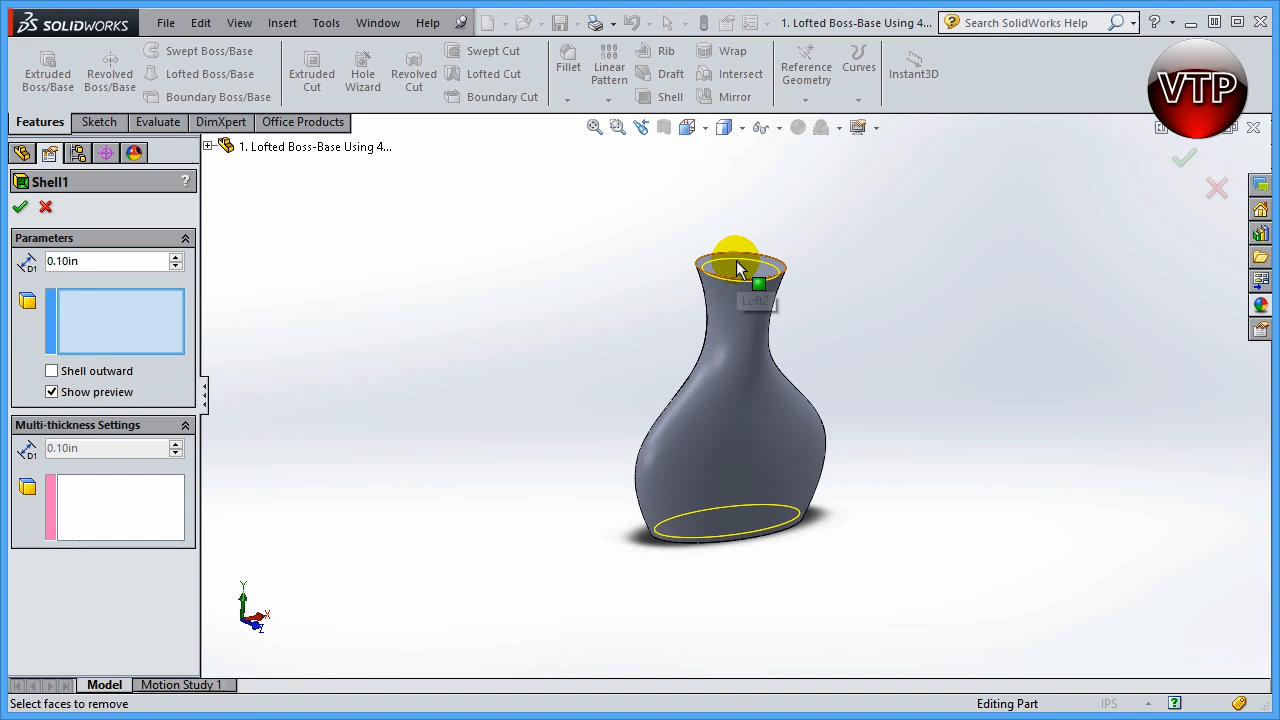 SOLIDWORKS File Edit View Insert Tools Window Help 1. Lofted Boss-Base Using 4... Search SolidWorks Help
Extruded Boss/Base
Revolved Boss/Base
Swept Boss/Base
Lofted Boss/Base
Boundary Boss/Base
Extruded Cut
Hole Wizard
Revolved Cut
Swept Cut
Lofted Cut
Boundary Cut
Fillet
Linear Pattern
Rib
Draft
Shell
Wrap
Intersect
Mirror
Reference Geometry
Curves
Instant3D
VTP
Features Sketch Evaluate DimXpert Office Products
1. Lofted Boss-Base Using 4...
Shell1 ?
Parameters
D1 0.10in
Shell outward
Show preview
Multi-thickness Settings
D1 0.10in
Loft2
Y
X
Z
Model Motion Study 1
Select faces to remove Editing Part IPS ?